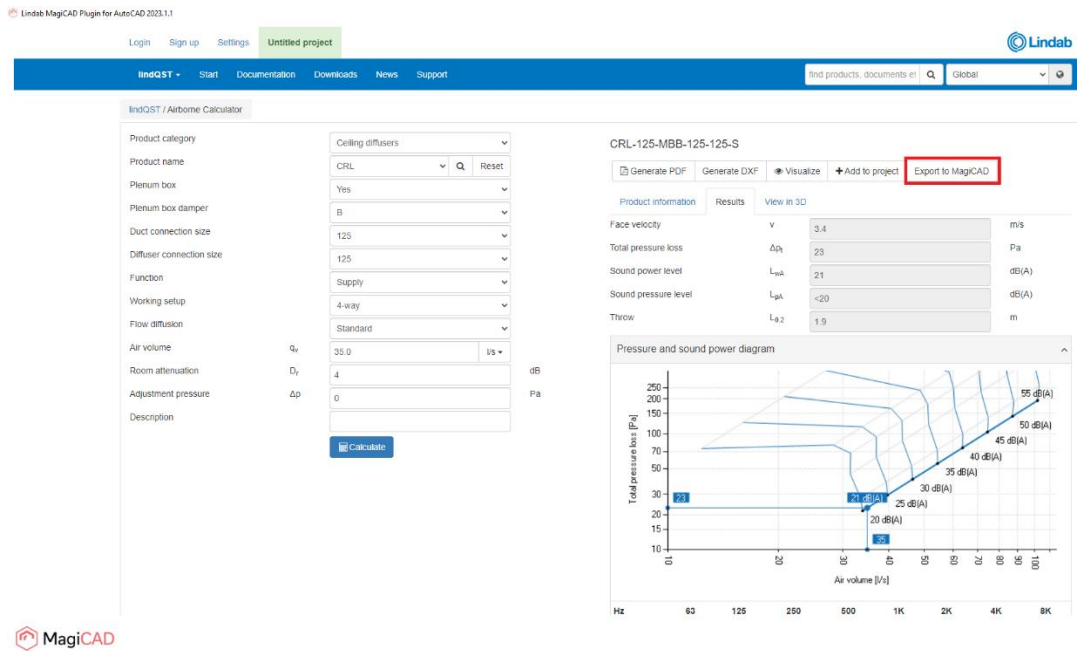 Lindab MagiCAD Plugin for AutoCAD 2023.1.1
Login Sign up Settings Untitled project
Lindab
lindQST Start Documentation Downloads News Support
find products, documents et Global
lindQST / Airborne Calculator
Product category Ceiling diffusers
Product name CRL Reset
Plenum box Yes
Plenum box damper B
Duct connection size 125
Diffuser connection size 125
Function Supply
Working setup 4-way
Flow diffusion Standard
Air volume qv 35.0 l/s
Room attenuation Dr 4 dB
Adjustment pressure Δp 0 Pa
Description
Calculate
CRL-125-MBB-125-125-S
Generate PDF Generate DXF Visualize Add to project Export to MagiCAD
Product information Results View in 3D
Face velocity v 3.4 m/s
Total pressure loss Δpt 23 Pa
Sound power level LwA 21 dB(A)
Sound pressure level LpA <20 dB(A)
Throw L0.2 1.9 m
Pressure and sound power diagram
Total pressure loss [Pa]
250
200
150
100
70
50
30
20
15
10
23
21 dB(A)
35
55 dB(A)
50 dB(A)
45 dB(A)
40 dB(A)
35 dB(A)
30 dB(A)
25 dB(A)
20 dB(A)
10 20 30 40 50 60 70 80 90 100
Air volume [l/s]
Hz 63 125 250 500 1K 2K 4K 8K
MagiCAD